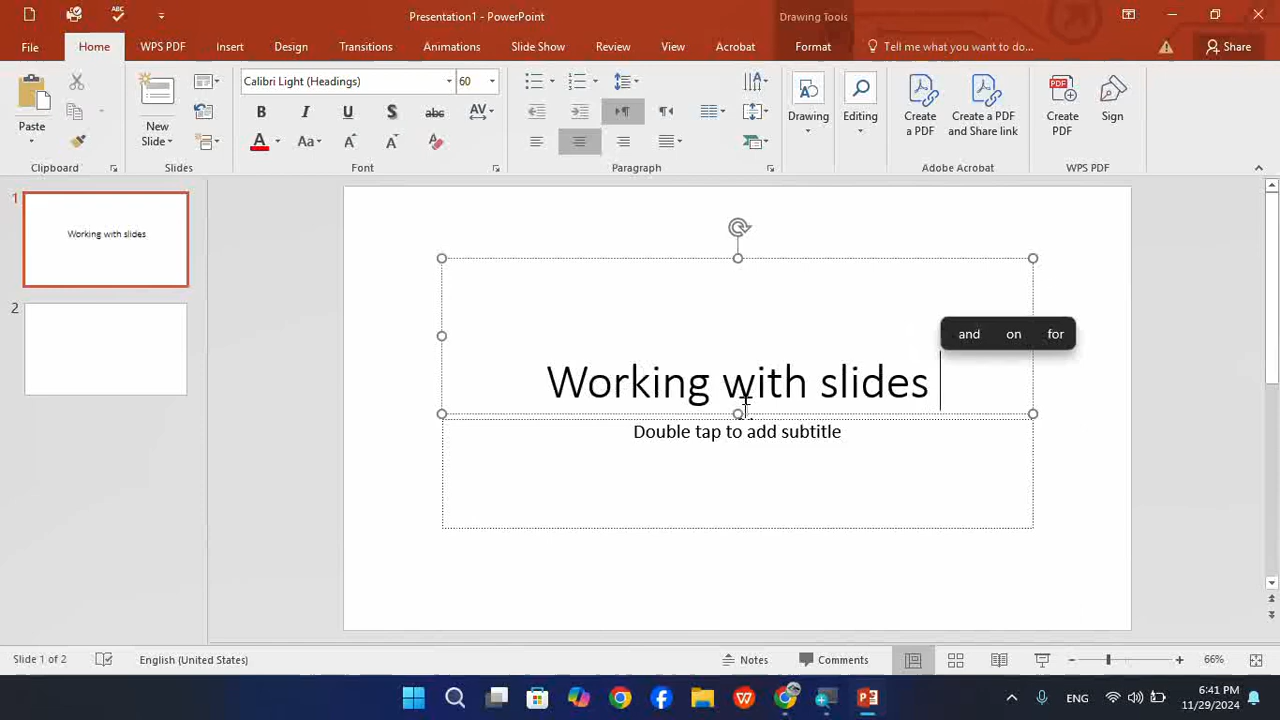 Presentation1 - PowerPoint
Drawing Tools
File
Home
WPS PDF
Insert
Design
Transitions
Animations
Slide Show
Review
View
Acrobat
Format
Tell me what you want to do...
Share
Paste
New
Slide
Calibri Light (Headings)
60
Drawing
Editing
Create
a PDF
Create a PDF
and Share link
Create
PDF
Sign
Clipboard
Slides
Font
Paragraph
Adobe Acrobat
WPS PDF
1
Working with slides
2
and on for
Working with slides
Double tap to add subtitle
Slide 1 of 2
English (United States)
Notes
Comments
66%
ENG
6:41 PM
11/29/2024